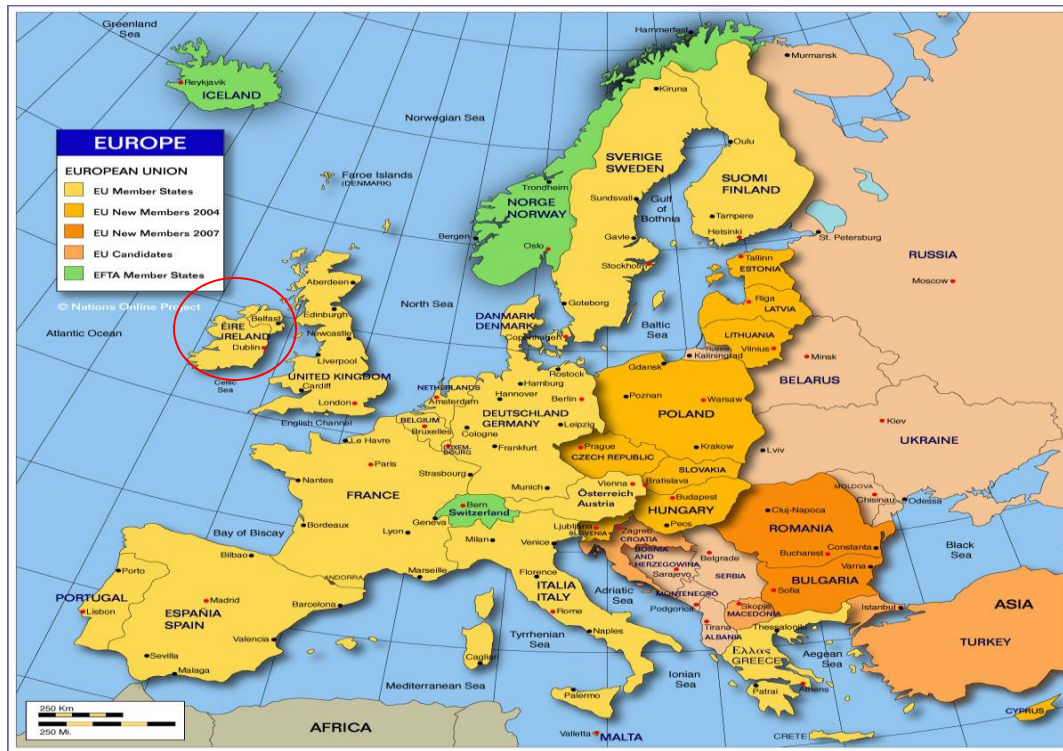 Greenland
Sea
Hammerfest
Murmansk
Reykjavik
ICELAND
Kiruna
Norwegian Sea
EUROPE
EUROPEAN UNION
EU Member States
EU New Members 2004
EU New Members 2007
EU Candidates
EFTA Member States
© Nations Online Project
Faroe Islands
(DENMARK)
Oulu
SVERIGE
SWEDEN
SUOMI
FINLAND
Trondheim
Sundsvall
Gulf
of
Bothnia
NORGE
NORWAY
Tampere
Bergen
Gavle
Helsinki
St. Petersburg
Oslo
Stockholm
Tallinn
ESTONIA
RUSSIA
Moscow
Aberdeen
North Sea
Goteborg
Riga
LATVIA
Atlantic Ocean
Belfast
Edinburgh
ÉIRE
IRELAND
Dublin
Newcastle
Liverpool
DANMARK
DENMARK
Copenhagen
Baltic
Sea
LITHUANIA
Vilnius
Russia
Kaliningrad
Minsk
BELARUS
Celtic
Sea
UNITED KINGDOM
Cardiff
London
English Channel
NETHERLANDS
Amsterdam
Rostock
Hamburg
Hannover
Berlin
Gdansk
Poznan
Warsaw
POLAND
BELGIUM
Bruxelles
DEUTSCHLAND
GERMANY
Leipzig
Cologne
Frankfurt
LUXEM-
BOURG
Le Havre
Paris
Prague
CZECH REPUBLIC
Krakow
Lviv
Kiev
UKRAINE
Strasbourg
Nantes
FRANCE
Munich
Vienna
Österreich
Austria
SLOVAKIA
Bratislava
Budapest
HUNGARY
MOLDOVA
Chisinau
Odessa
Bern
Switzerland
Geneva
Bordeaux
Lyon
Milan
Venice
Ljubljana
SLOVENIA
Zagreb
CROATIA
Pecs
Cluj-Napoca
ROMANIA
Bay of Biscay
Bilbao
Marseille
ANDORRA
Florence
BOSNIA
AND
HERZEGOWINA
Sarajevo
Belgrade
SERBIA
Bucharest
Constanta
Black
Sea
Varna
BULGARIA
Sofia
Porto
PORTUGAL
Lisbon
Madrid
ESPAÑIA
SPAIN
Barcelona
Valencia
Sevilla
Malaga
ITALIA
ITALY
Rome
Adriatic
Sea
MONTENEGRO
Podgorica
Skopje
MACEDONIA
Tirana
ALBANIA
Istanbul
ASIA
TURKEY
Tyrrhenian
Sea
Naples
Cagliari
Thessaloniki
Ελλας
GREECE
Aegean
Sea
Mediterranean Sea
Palermo
Ionian
Sea
Patrai
Athens
CYPRUS
250 Km
250 Mi.
AFRICA
Valletta
MALTA
CRETE